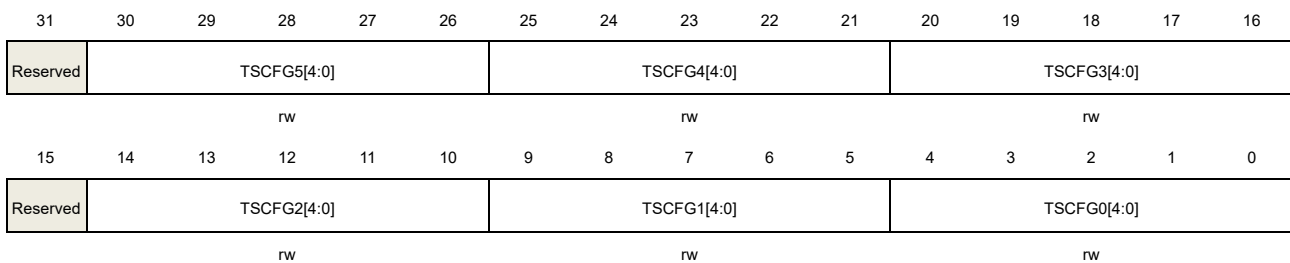 31 30 29 28 27 26 25 24 23 22 21 20 19 18 17 16
Reserved TSCFG5[4:0] TSCFG4[4:0] TSCFG3[4:0]
rw rw rw
15 14 13 12 11 10 9 8 7 6 5 4 3 2 1 0
Reserved TSCFG2[4:0] TSCFG1[4:0] TSCFG0[4:0]
rw rw rw